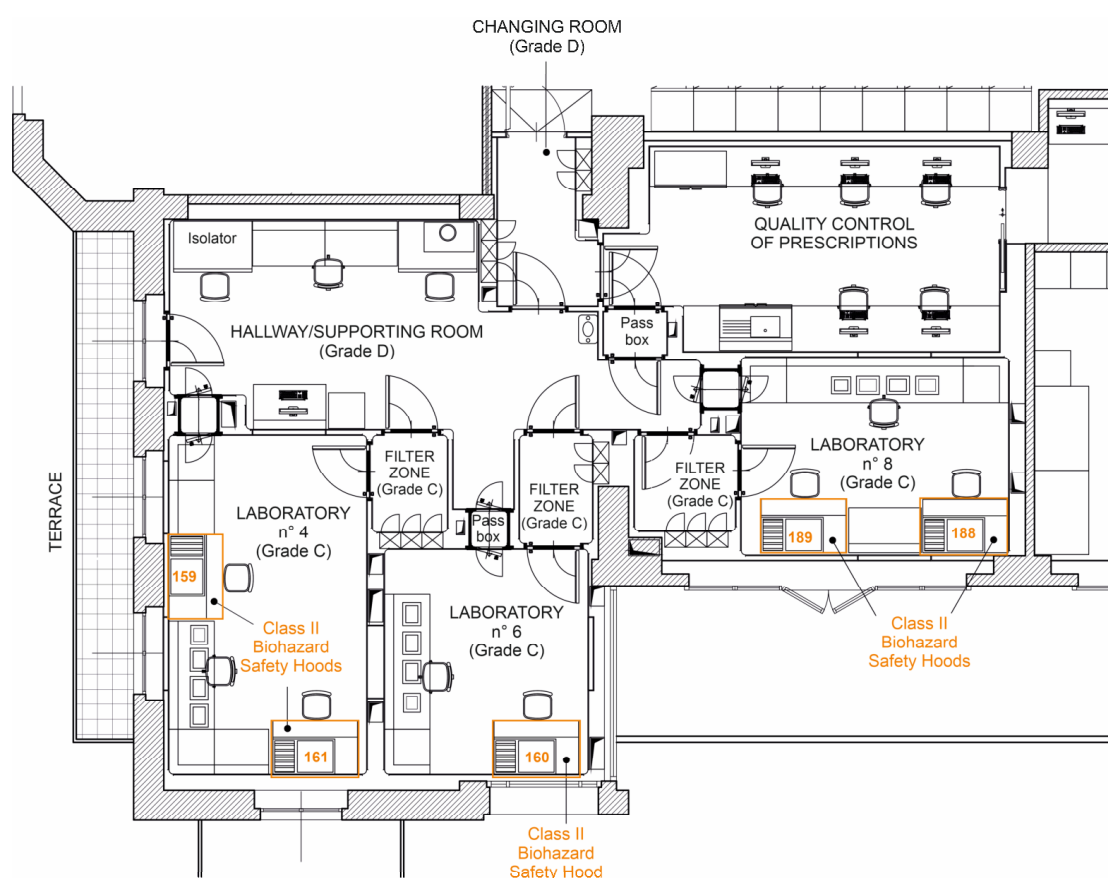 CHANGING ROOM
(Grade D)
Isolator
QUALITY CONTROL
OF PRESCRIPTIONS
HALLWAY/SUPPORTING ROOM
(Grade D)
Pass
box
TERRACE
FILTER
ZONE
(Grade C)
LABORATORY
n° 4
(Grade C)
Pass
box
FILTER
ZONE
(Grade C)
FILTER
ZONE
(Grade C)
LABORATORY
n° 8
(Grade C)
159
189
188
Class II
Biohazard
Safety Hoods
LABORATORY
n° 6
(Grade C)
Class II
Biohazard
Safety Hoods
161
160
Class II
Biohazard
Safety Hood